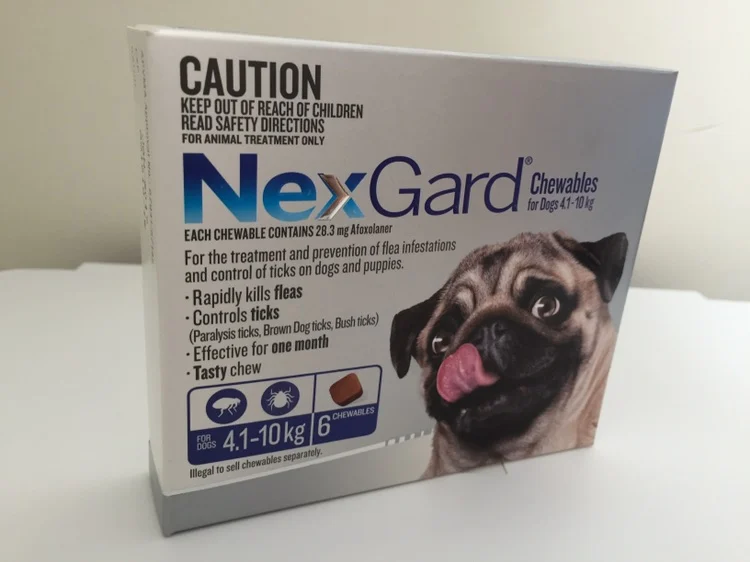 CAUTION
KEEP OUT OF REACH OF CHILDREN
READ SAFETY DIRECTIONS
FOR ANIMAL TREATMENT ONLY
NexGard® Chewables
for Dogs 4.1-10 kg
EACH CHEWABLE CONTAINS 28.3 mg Afoxolaner
For the treatment and prevention of flea infestations
and control of ticks on dogs and puppies.
· Rapidly kills fleas
· Controls ticks
(Paralysis ticks, Brown Dog ticks, Bush ticks)
· Effective for one month
· Tasty chew
FOR DOGS 4.1-10kg 6 CHEWABLES
Illegal to sell chewables separately.